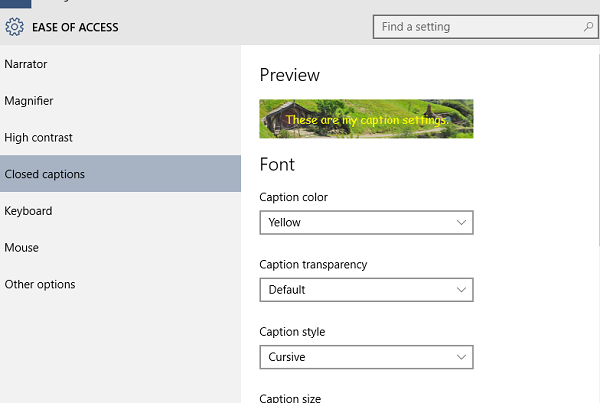 EASE OF ACCESS
Find a setting
Narrator
Magnifier
High contrast
Closed captions
Keyboard
Mouse
Other options
Preview
These are my caption settings.
Font
Caption color
Yellow
Caption transparency
Default
Caption style
Cursive
Caption size